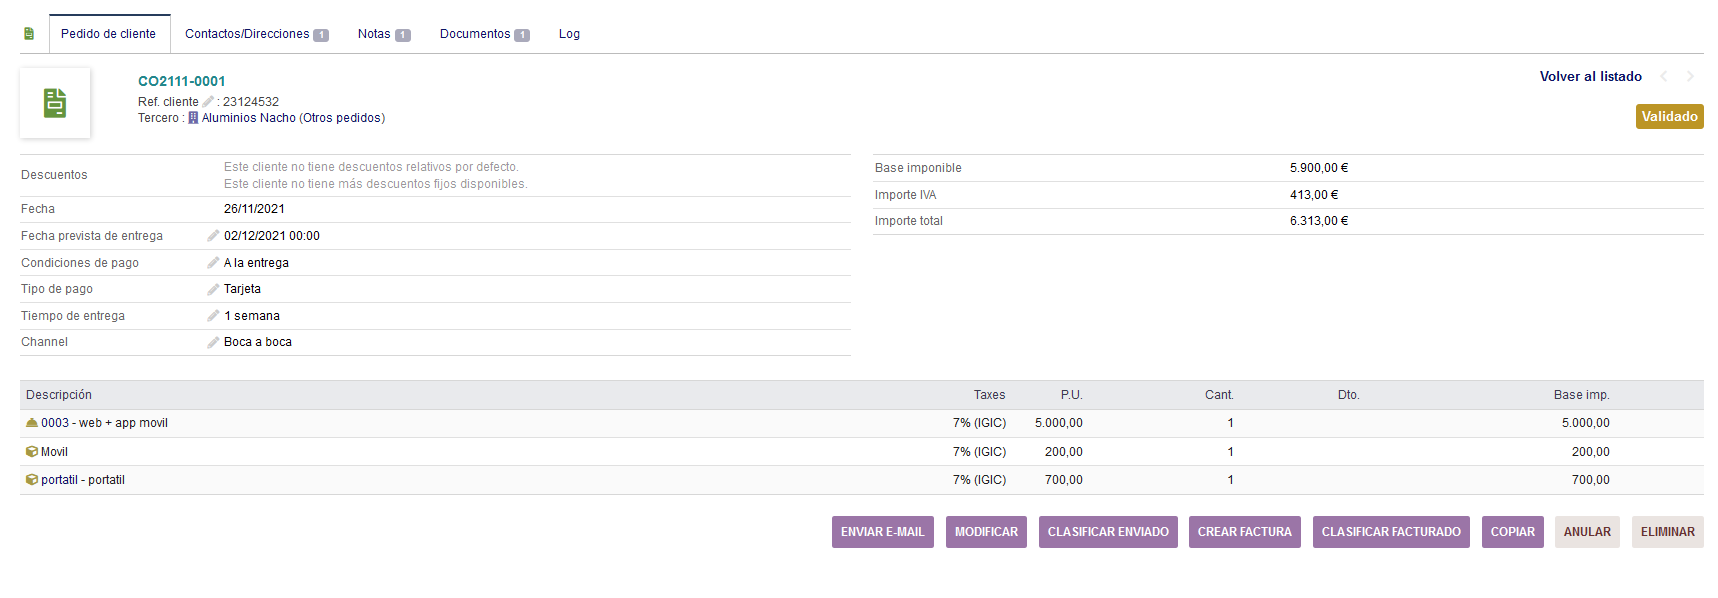 Pedido de cliente Contactos/Direcciones 1 Notas 1 Documentos 1 Log
CO2111-0001
Ref. cliente : 23124532
Tercero : Aluminios Nacho (Otros pedidos)
Volver al listado
Validado
Descuentos Este cliente no tiene descuentos relativos por defecto.
Este cliente no tiene más descuentos fijos disponibles.
Fecha 26/11/2021
Fecha prevista de entrega 02/12/2021 00:00
Condiciones de pago A la entrega
Tipo de pago Tarjeta
Tiempo de entrega 1 semana
Channel Boca a boca
Base imponible 5.900,00 €
Importe IVA 413,00 €
Importe total 6.313,00 €
Descripción Taxes P.U. Cant. Dto. Base imp.
0003 - web + app movil 7% (IGIC) 5.000,00 1 5.000,00
Movil 7% (IGIC) 200,00 1 200,00
portatil - portatil 7% (IGIC) 700,00 1 700,00
ENVIAR E-MAIL MODIFICAR CLASIFICAR ENVIADO CREAR FACTURA CLASIFICAR FACTURADO COPIAR ANULAR ELIMINAR